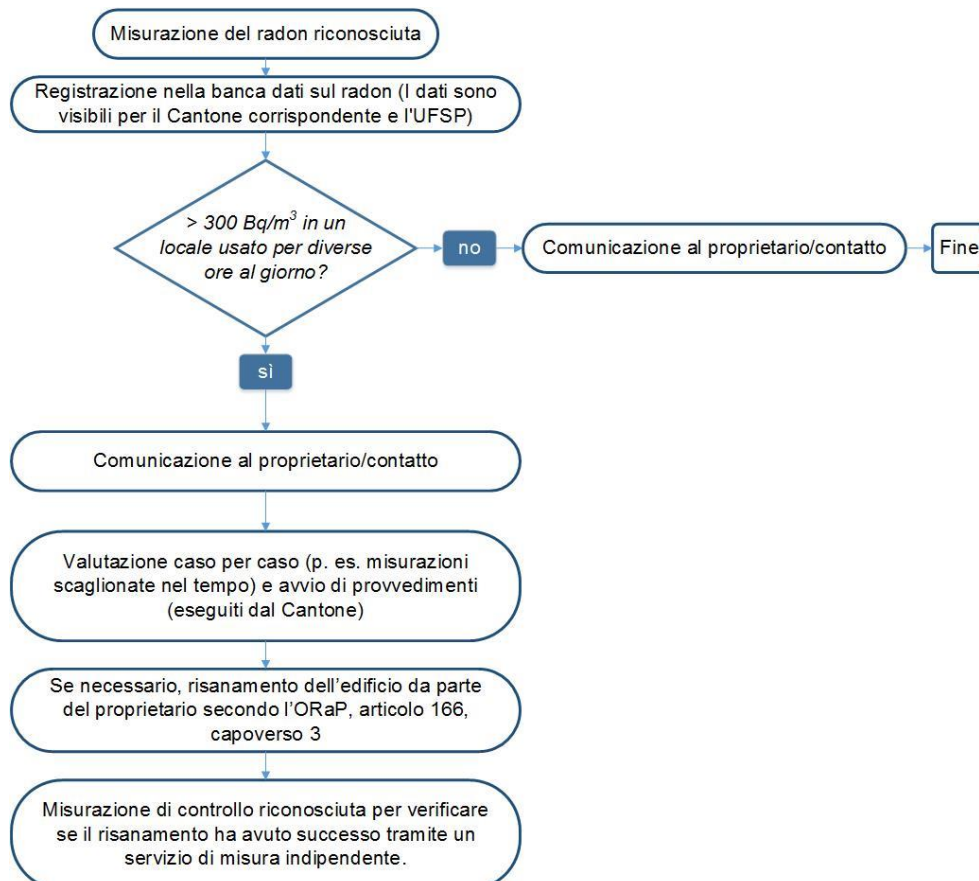 Misurazione del radon riconosciuta
Registrazione nella banca dati sul radon (I dati sono
visibili per il Cantone corrispondente e l'UFSP)
> 300 Bq/m³ in un
locale usato per diverse
ore al giorno?
no
Comunicazione al proprietario/contatto
Fine
sì
Comunicazione al proprietario/contatto
Valutazione caso per caso (p. es. misurazioni
scaglionate nel tempo) e avvio di provvedimenti
(eseguiti dal Cantone)
Se necessario, risanamento dell’edificio da parte
del proprietario secondo l’ORaP, articolo 166,
capoverso 3
Misurazione di controllo riconosciuta per verificare
se il risanamento ha avuto successo tramite un
servizio di misura indipendente.